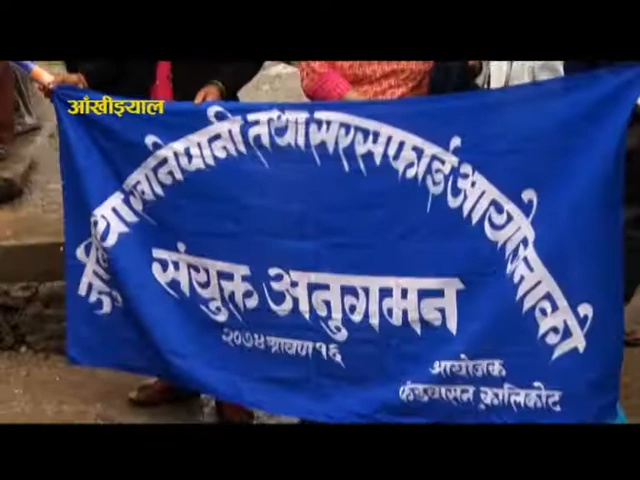 आँखीझ्याल
खानेपानी तथा सरसफाई आयोजनाको
संयुक्त अनुगमन
२०७४ श्रावण १६
आयोजक
कालिकोट